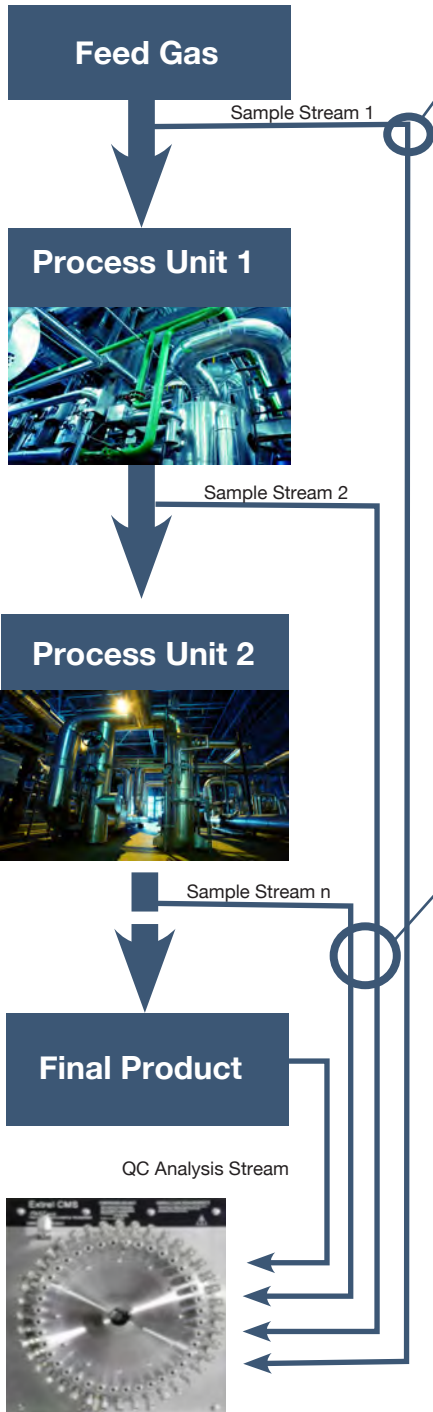 Feed Gas
Sample Stream 1
Process Unit 1
Sample Stream 2
Process Unit 2
Sample Stream n
Final Product
QC Analysis Stream
Extrel CMS